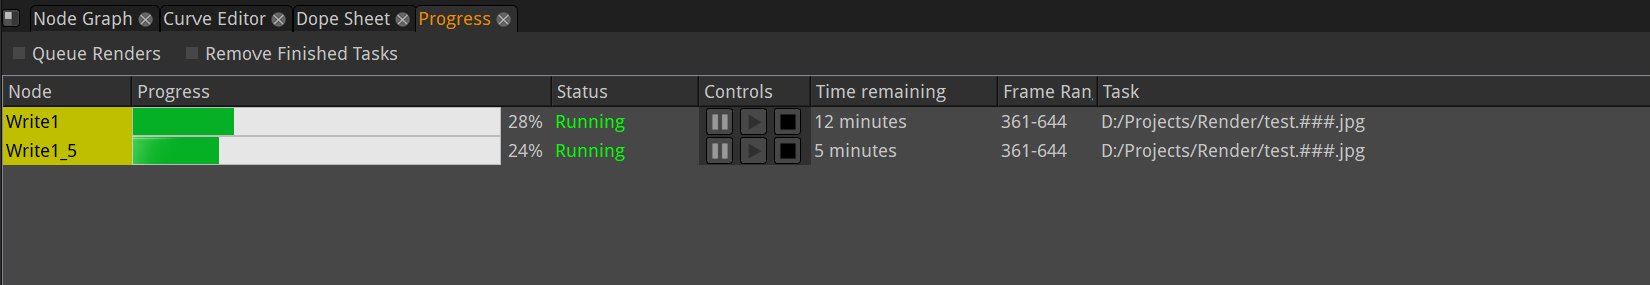 Node Graph Curve Editor Dope Sheet Progress
Queue Renders Remove Finished Tasks
Node Progress Status Controls Time remaining Frame Ran Task
Write1 28% Running 12 minutes 361-644 D:/Projects/Render/test.###.jpg
Write1_5 24% Running 5 minutes 361-644 D:/Projects/Render/test.###.jpg